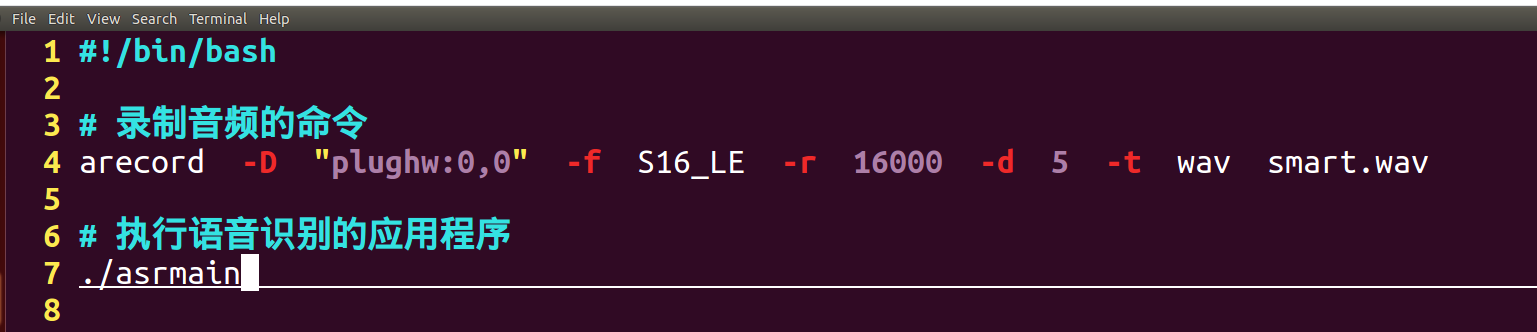 File Edit View Search Terminal Help
1 #!/bin/bash
2
3 # 录制音频的命令
4 arecord -D "plughw:0,0" -f S16_LE -r 16000 -d 5 -t wav smart.wav
5
6 # 执行语音识别的应用程序
7 ./asrmain
8